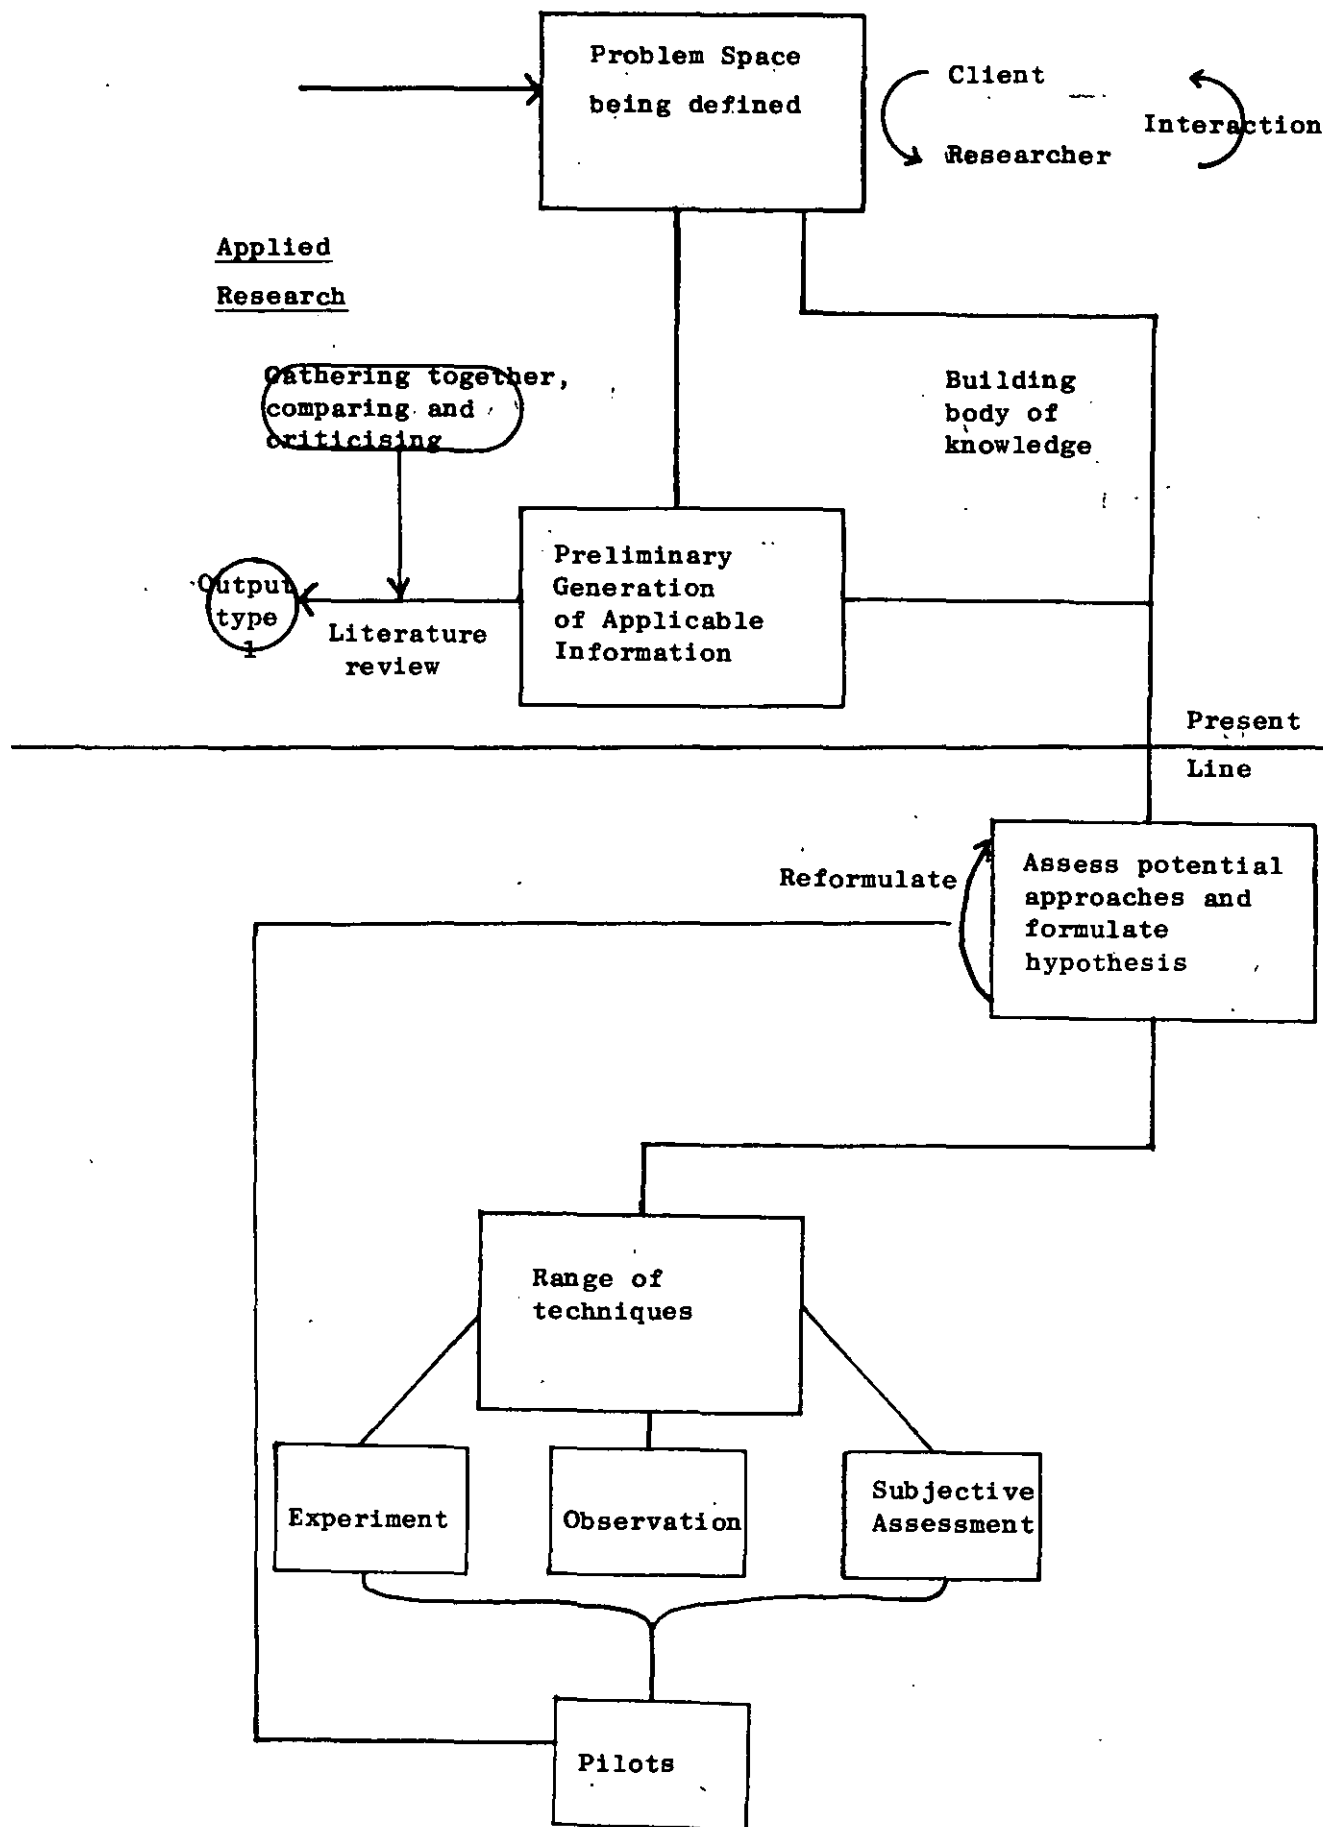 Problem Space
being defined
Client
Interaction
Researcher
Applied
Research
Gathering together,
comparing and
criticising
Building
body of
knowledge
Preliminary
Generation
of Applicable
Information
Output
type
1
Literature
review
Present
Line
Reformulate
Assess potential
approaches and
formulate
hypothesis
Range of
techniques
Experiment
Observation
Subjective
Assessment
Pilots